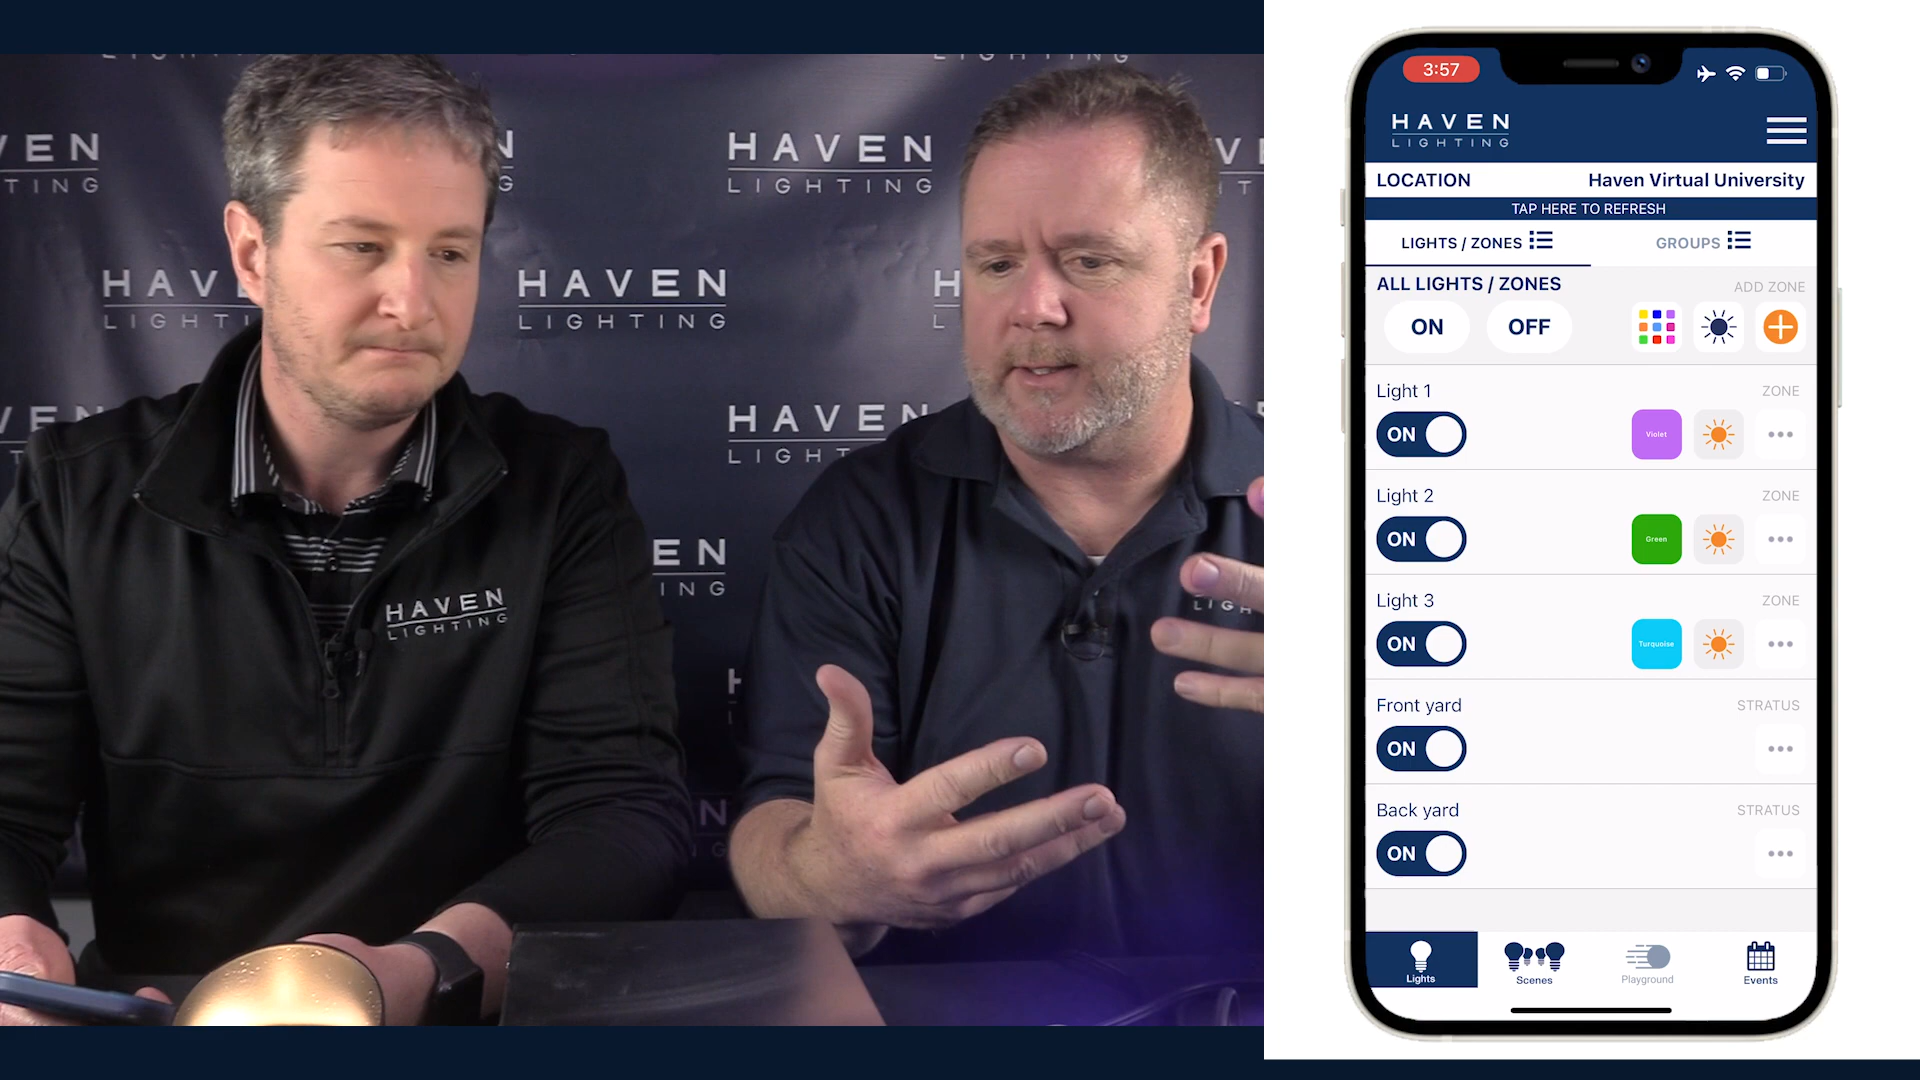 HAVEN
LIGHTING
HAVEN
LIGHTING
HAVEN
LIGHTING
HAVEN
LIGHTING
3:57
HAVEN
LIGHTING
LOCATION Haven Virtual University
TAP HERE TO REFRESH
LIGHTS / ZONES GROUPS
ALL LIGHTS / ZONES ADD ZONE
ON OFF
Light 1 ZONE
ON Violet
Light 2 ZONE
ON Green
Light 3 ZONE
ON Turquoise
Front yard STRATUS
ON
Back yard STRATUS
ON
Lights Scenes Playground Events